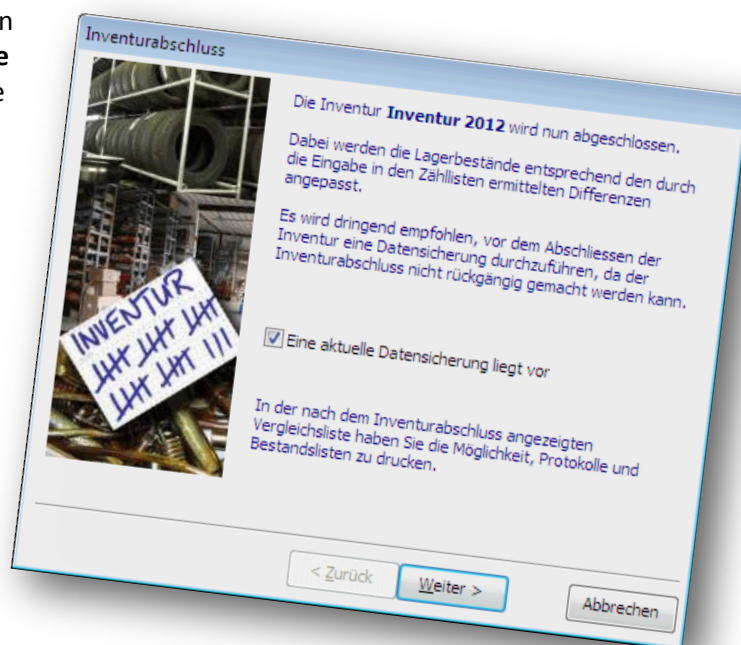 n
e
e
Inventurabschluss
Die Inventur Inventur 2012 wird nun abgeschlossen.
Dabei werden die Lagerbestände entsprechend den durch
die Eingabe in den Zähllisten ermittelten Differenzen
angepasst.
Es wird dringend empfohlen, vor dem Abschliessen der
Inventur eine Datensicherung durchzuführen, da der
Inventurabschluss nicht rückgängig gemacht werden kann.
INVENTUR
Eine aktuelle Datensicherung liegt vor
In der nach dem Inventurabschluss angezeigten
Vergleichsliste haben Sie die Möglichkeit, Protokolle und
Bestandslisten zu drucken.
< Zurück
Weiter >
Abbrechen